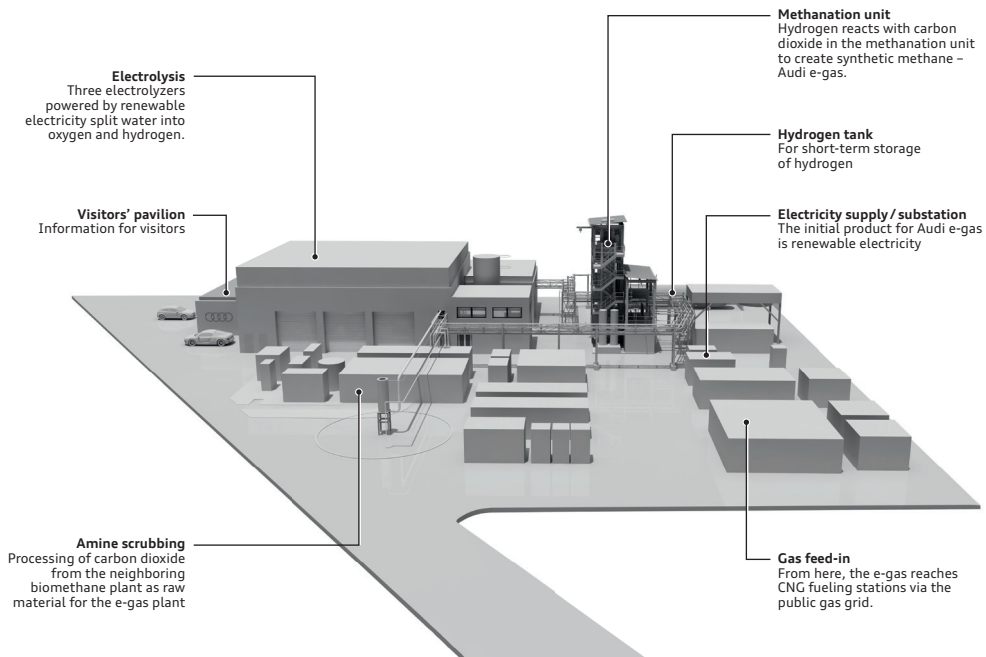 Electrolysis
Three electrolyzers
powered by renewable
electricity split water into
oxygen and hydrogen.
Visitors’ pavilion
Information for visitors
Amine scrubbing
Processing of carbon dioxide
from the neighboring
biomethane plant as raw
material for the e-gas plant
Methanation unit
Hydrogen reacts with carbon
dioxide in the methanation unit
to create synthetic methane –
Audi e-gas.
Hydrogen tank
For short-term storage
of hydrogen
Electricity supply / substation
The initial product for Audi e-gas
is renewable electricity
Gas feed-in
From here, the e-gas reaches
CNG fueling stations via the
public gas grid.